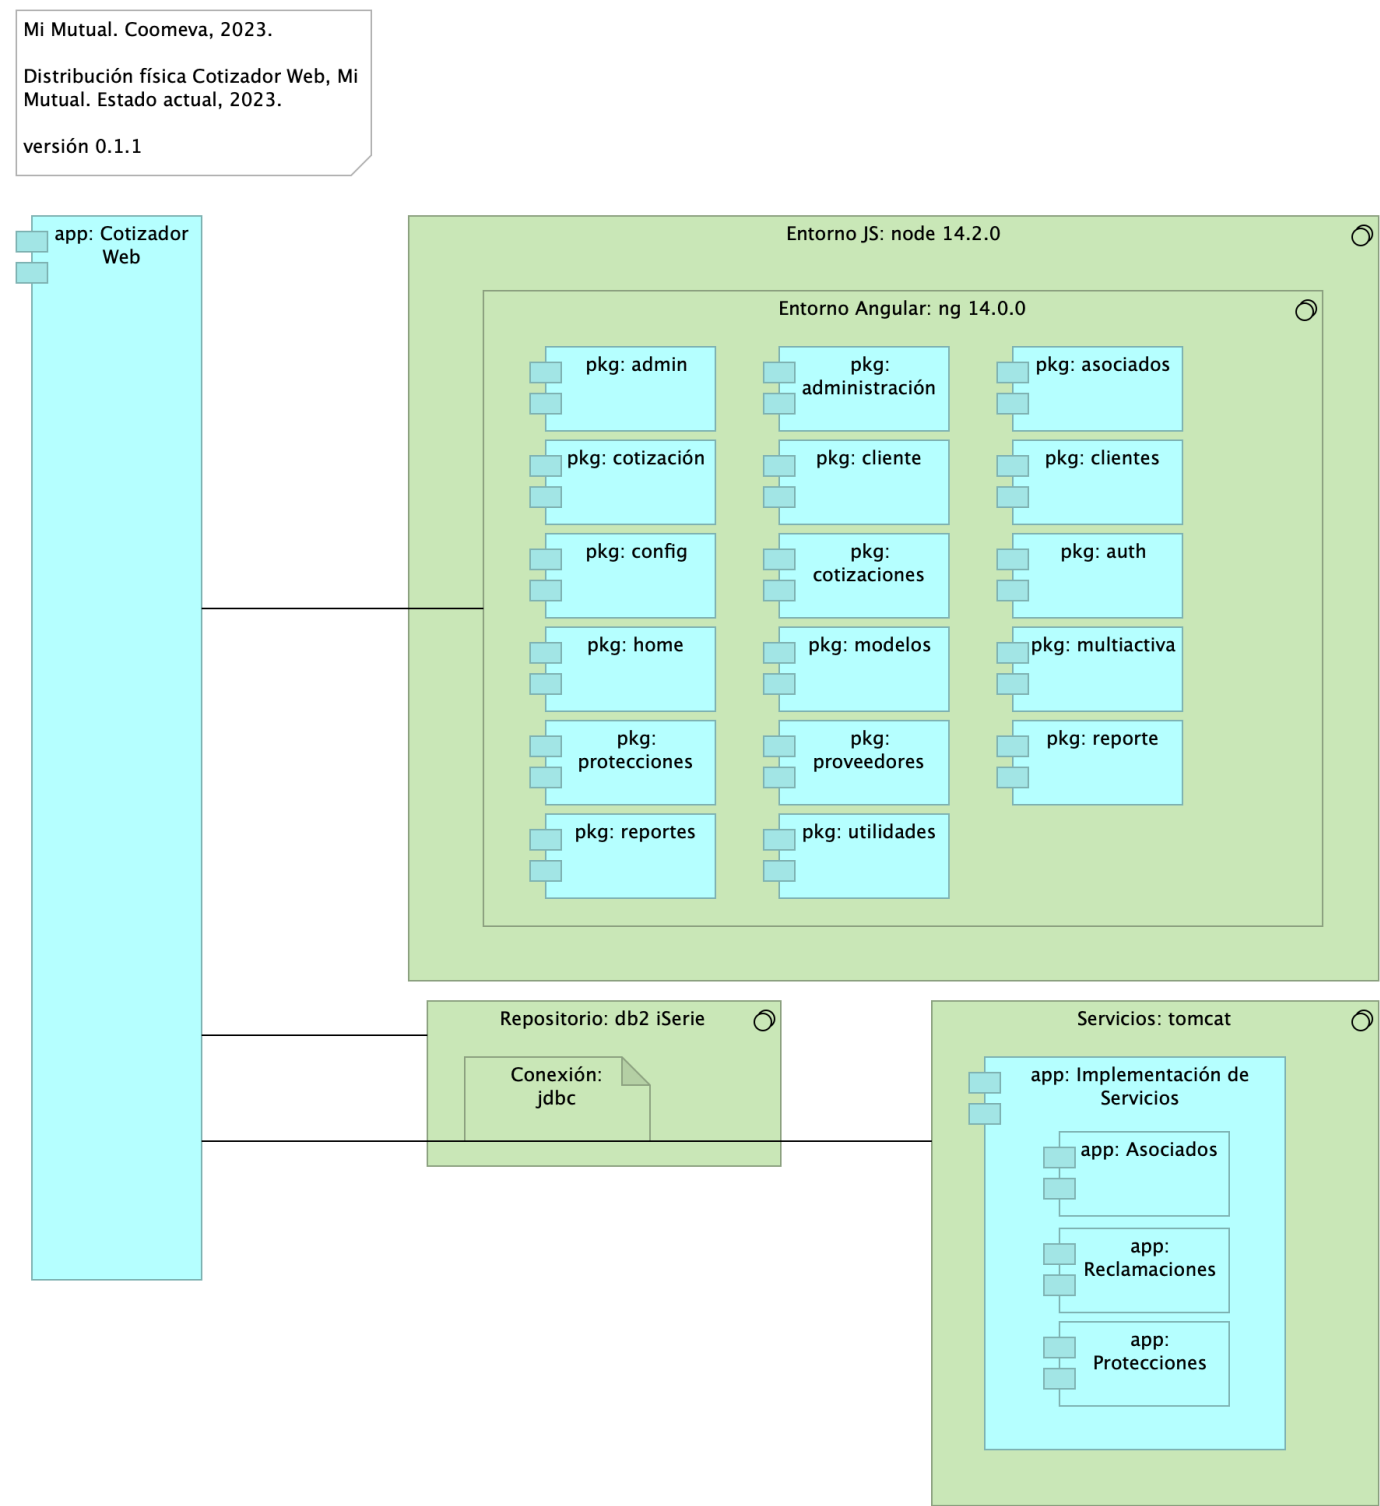 Mi Mutual. Coomeva, 2023.
Distribución física Cotizador Web, Mi
Mutual. Estado actual, 2023.
versión 0.1.1
app: Cotizador
Web
Entorno JS: node 14.2.0
Entorno Angular: ng 14.0.0
pkg: admin
pkg:
administración
pkg: asociados
pkg: cotización
pkg: cliente
pkg: clientes
pkg: config
pkg:
cotizaciones
pkg: auth
pkg: home
pkg: modelos
pkg: multiactiva
pkg:
protecciones
pkg:
proveedores
pkg: reporte
pkg: reportes
pkg: utilidades
Repositorio: db2 iSerie
Conexión:
jdbc
Servicios: tomcat
app: Implementación de
Servicios
app: Asociados
app:
Reclamaciones
app:
Protecciones